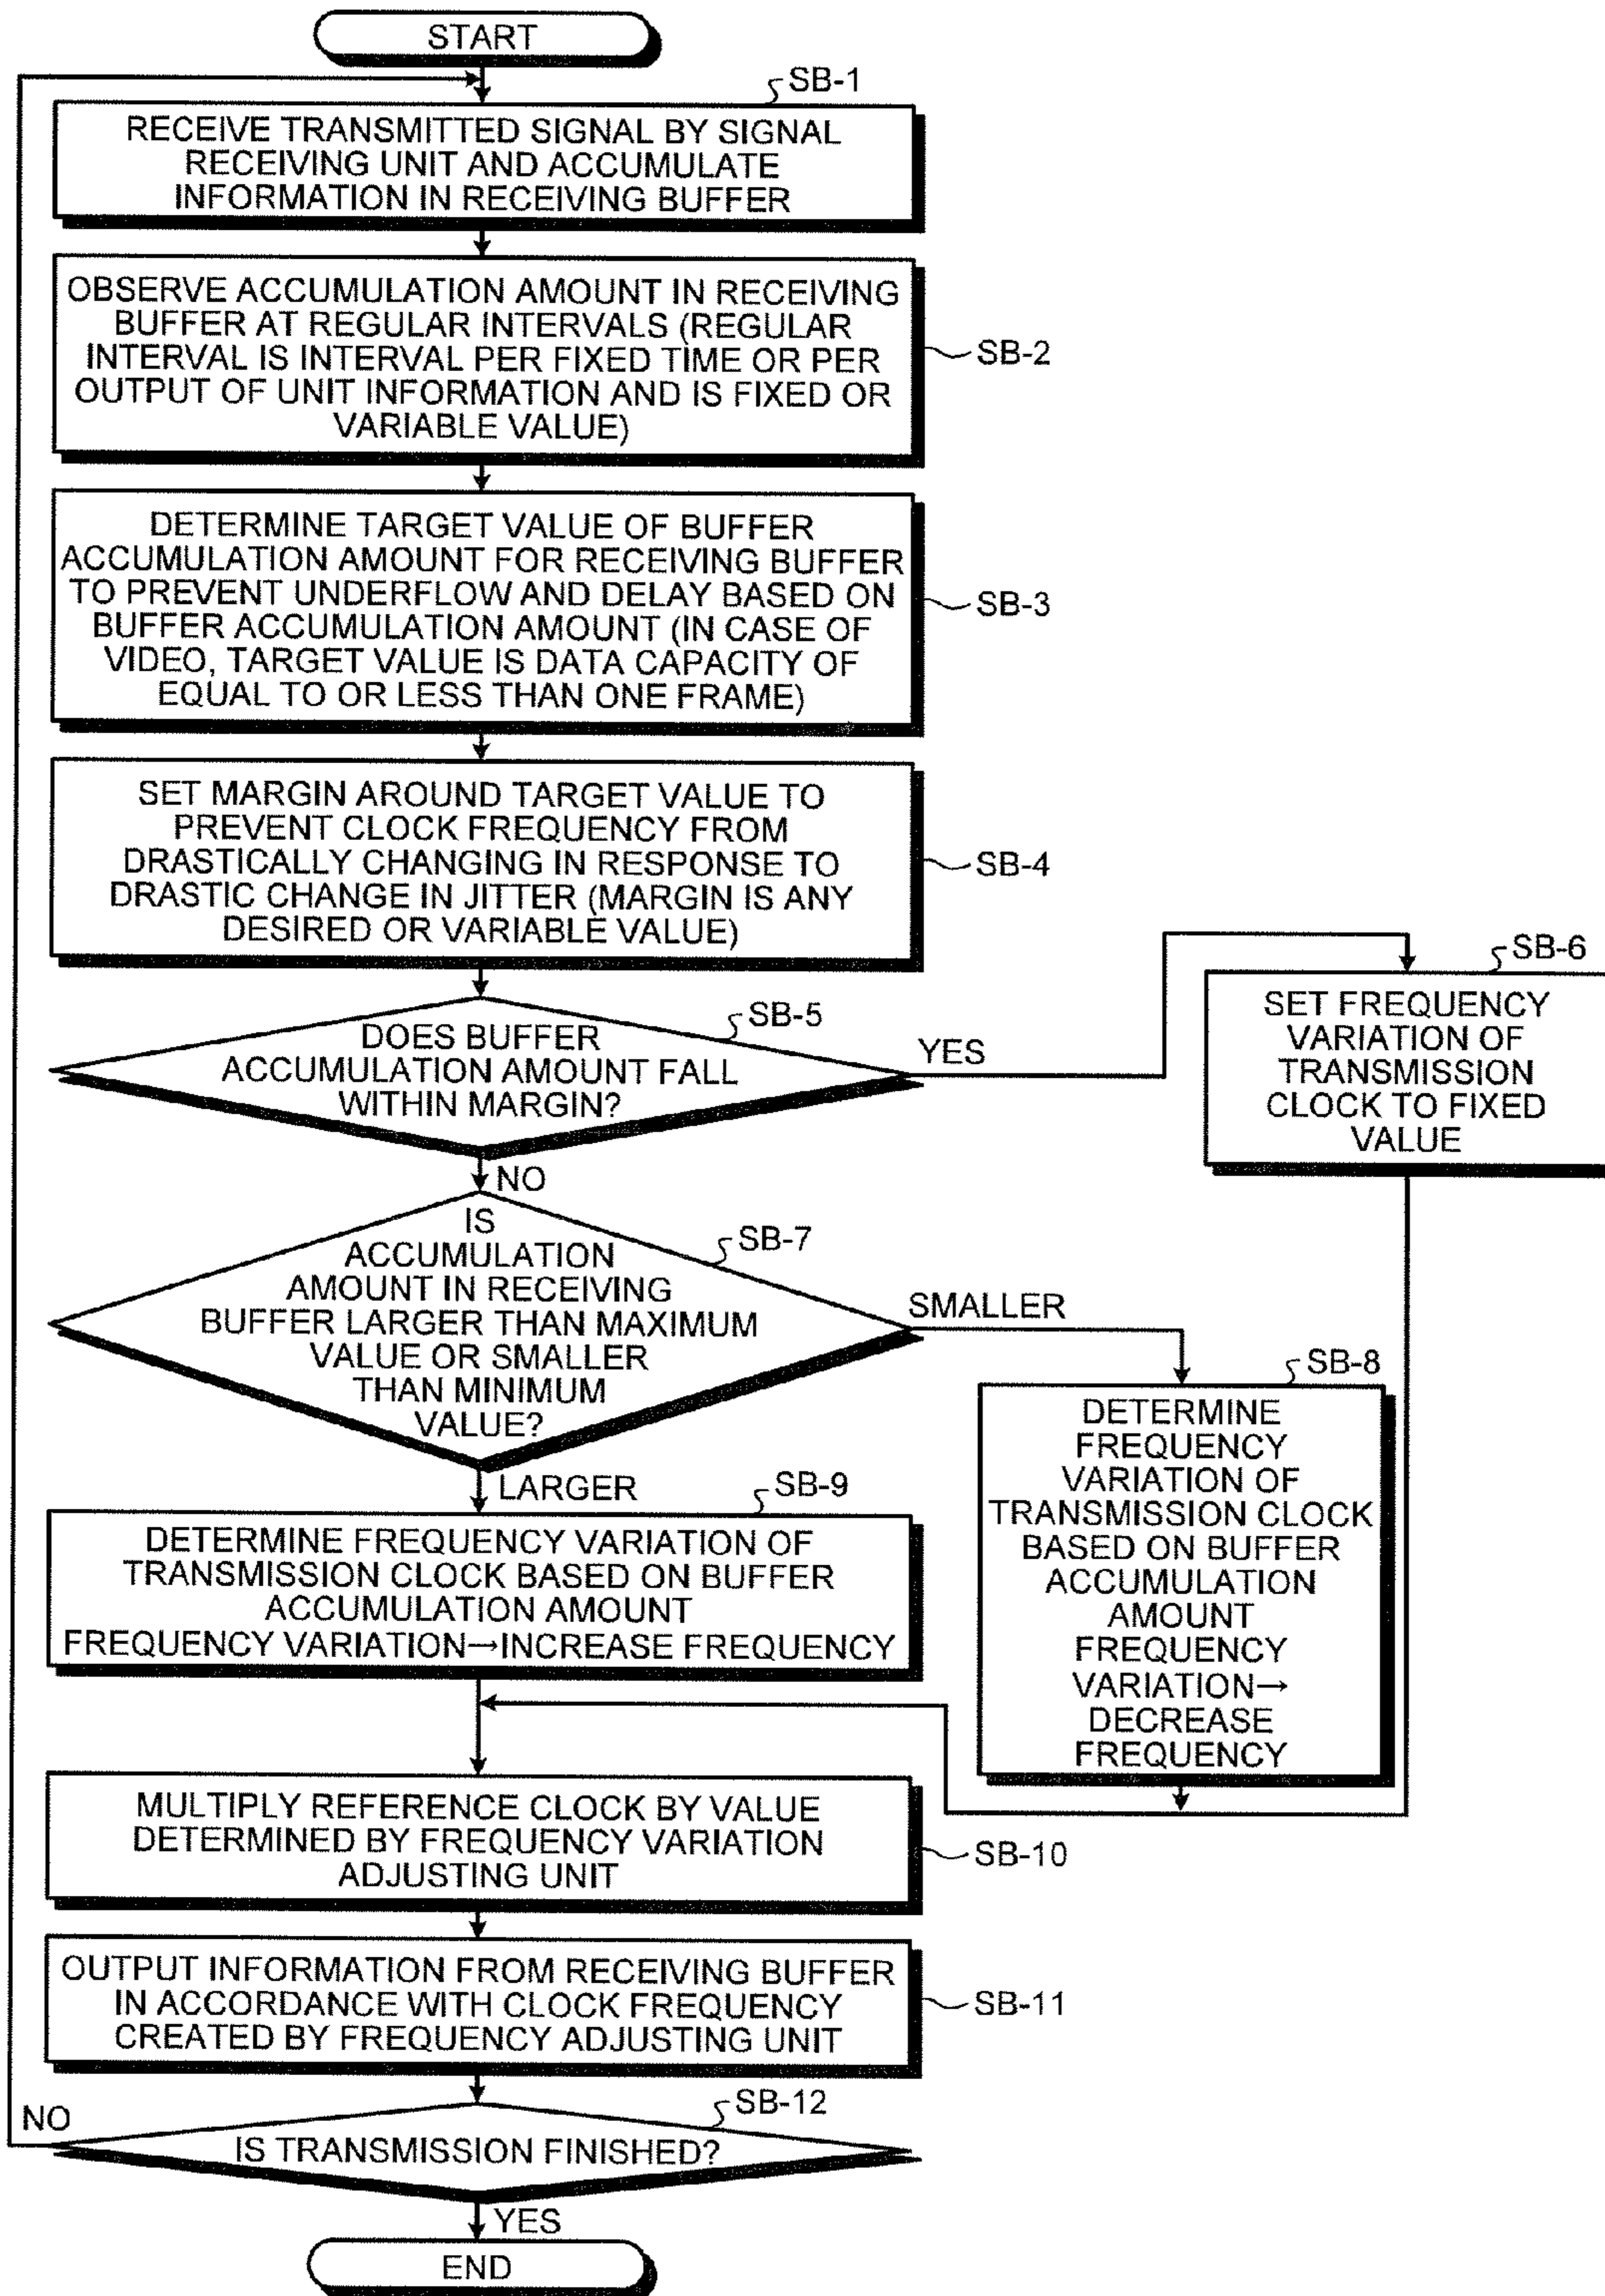 START
SB-1
RECEIVE TRANSMITTED SIGNAL BY SIGNAL
RECEIVING UNIT AND ACCUMULATE
INFORMATION IN RECEIVING BUFFER
OBSERVE ACCUMULATION AMOUNT IN RECEIVING
BUFFER AT REGULAR INTERVALS (REGULAR
INTERVAL IS INTERVAL PER FIXED TIME OR PER
OUTPUT OF UNIT INFORMATION AND IS FIXED OR
VARIABLE VALUE)
SB-2
DETERMINE TARGET VALUE OF BUFFER
ACCUMULATION AMOUNT FOR RECEIVING BUFFER
TO PREVENT UNDERFLOW AND DELAY BASED ON
BUFFER ACCUMULATION AMOUNT (IN CASE OF
VIDEO, TARGET VALUE IS DATA CAPACITY OF
EQUAL TO OR LESS THAN ONE FRAME)
SB-3
SET MARGIN AROUND TARGET VALUE TO
PREVENT CLOCK FREQUENCY FROM
DRASTICALLY CHANGING IN RESPONSE TO
DRASTIC CHANGE IN JITTER (MARGIN IS ANY
DESIRED OR VARIABLE VALUE)
SB-4
SB-5
DOES BUFFER
ACCUMULATION AMOUNT FALL
WITHIN MARGIN?
YES
SB-6
SET FREQUENCY
VARIATION OF
TRANSMISSION
CLOCK TO FIXED
VALUE
NO
SB-7
IS
ACCUMULATION
AMOUNT IN RECEIVING
BUFFER LARGER THAN MAXIMUM
VALUE OR SMALLER
THAN MINIMUM
VALUE?
SMALLER
SB-8
DETERMINE
FREQUENCY
VARIATION OF
TRANSMISSION CLOCK
BASED ON BUFFER
ACCUMULATION
AMOUNT
FREQUENCY
VARIATION→
DECREASE
FREQUENCY
LARGER
SB-9
DETERMINE FREQUENCY VARIATION OF
TRANSMISSION CLOCK BASED ON BUFFER
ACCUMULATION AMOUNT
FREQUENCY VARIATION→INCREASE FREQUENCY
MULTIPLY REFERENCE CLOCK BY VALUE
DETERMINED BY FREQUENCY VARIATION
ADJUSTING UNIT
SB-10
OUTPUT INFORMATION FROM RECEIVING BUFFER
IN ACCORDANCE WITH CLOCK FREQUENCY
CREATED BY FREQUENCY ADJUSTING UNIT
SB-11
SB-12
NO
IS TRANSMISSION FINISHED?
YES
END